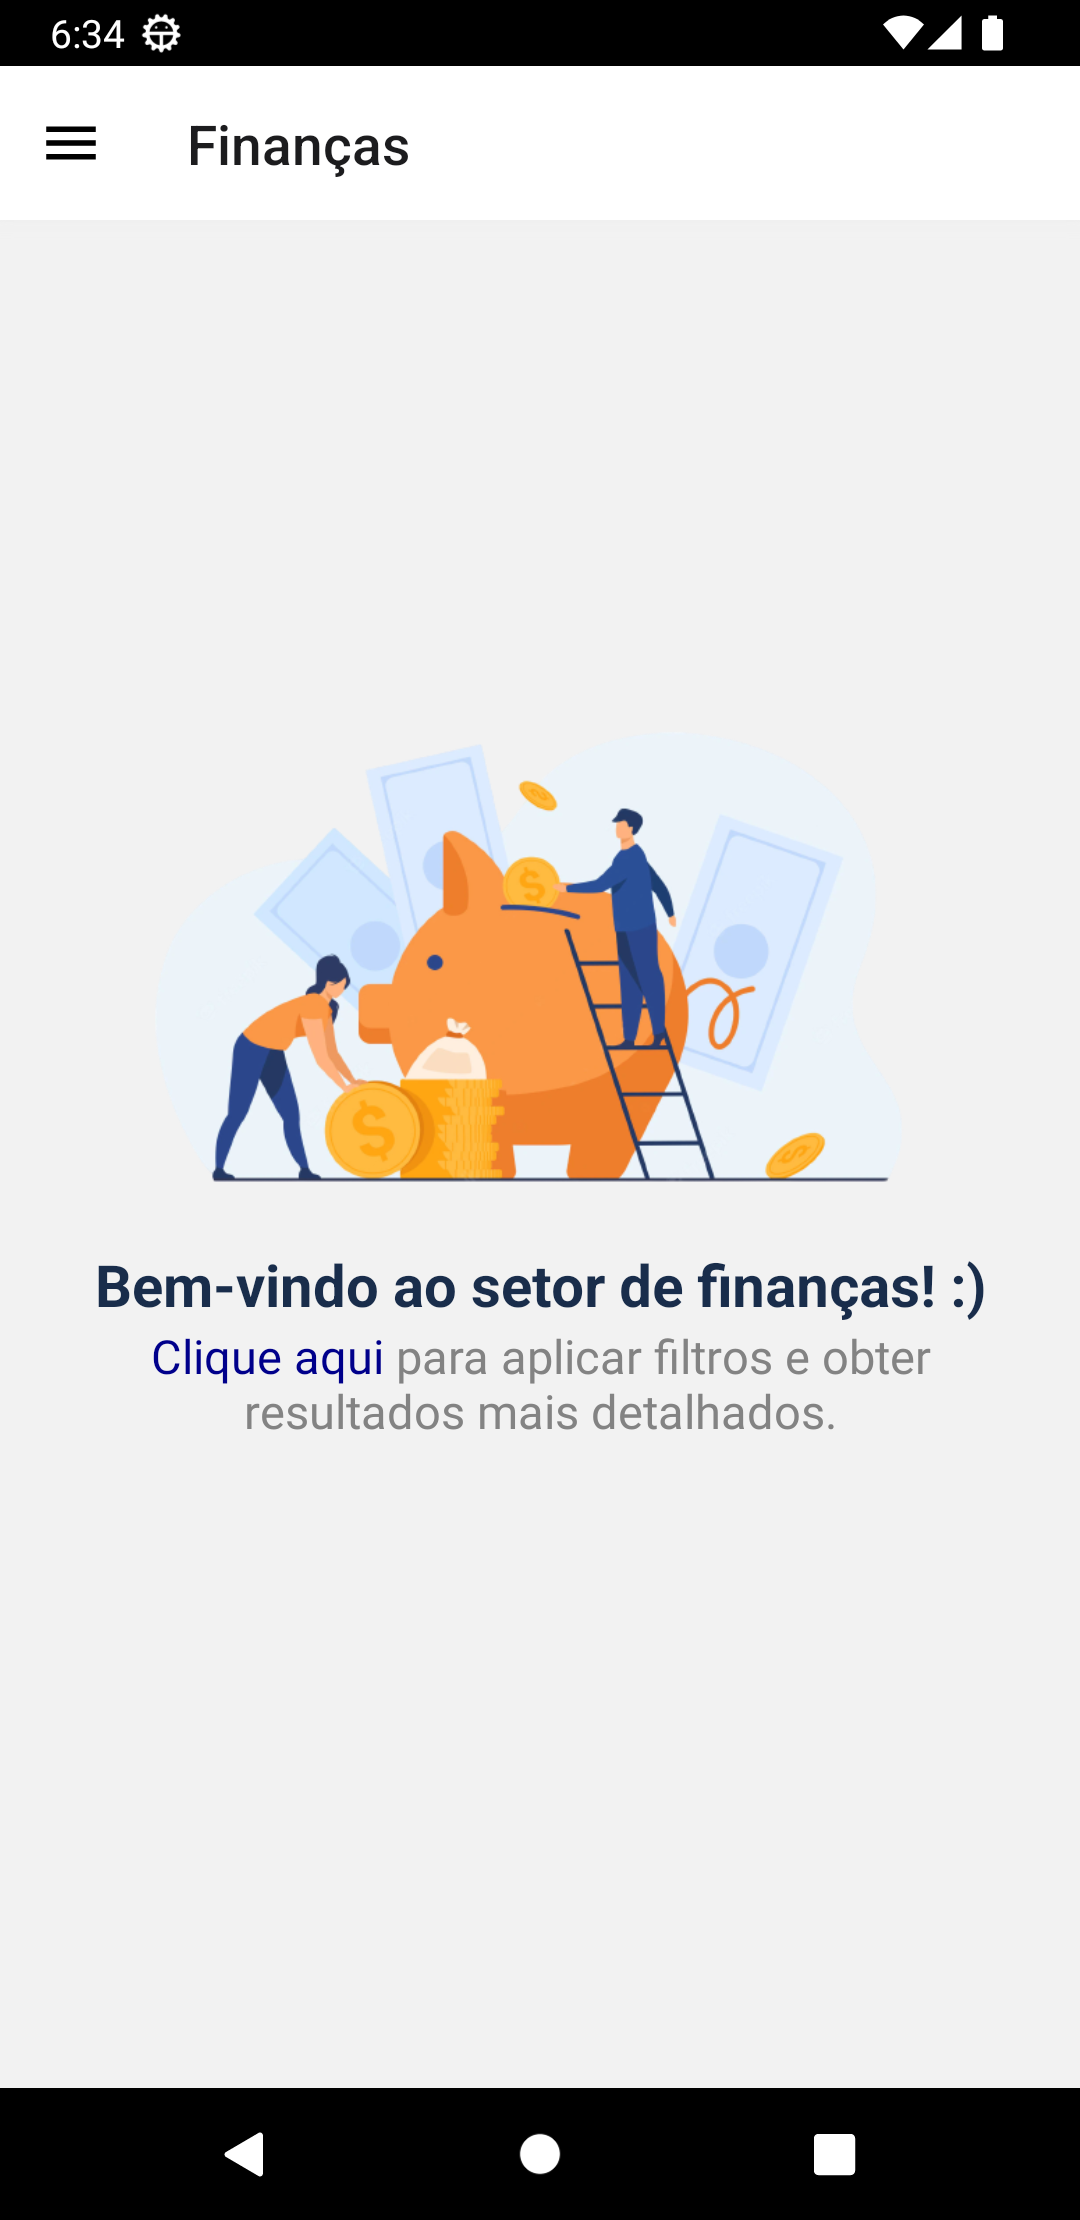 6:34
Finanças
Bem-vindo ao setor de finanças! :)
Clique aqui para aplicar filtros e obter
resultados mais detalhados.